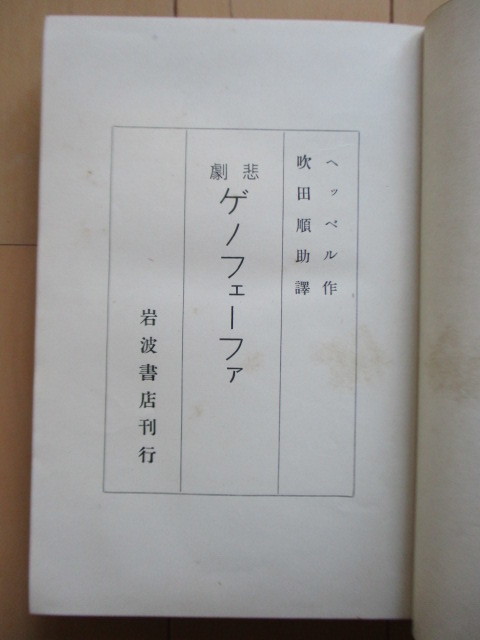 ヘッベル作
吹田順助譯
悲劇
ゲノフェーファ
岩波書店刊行